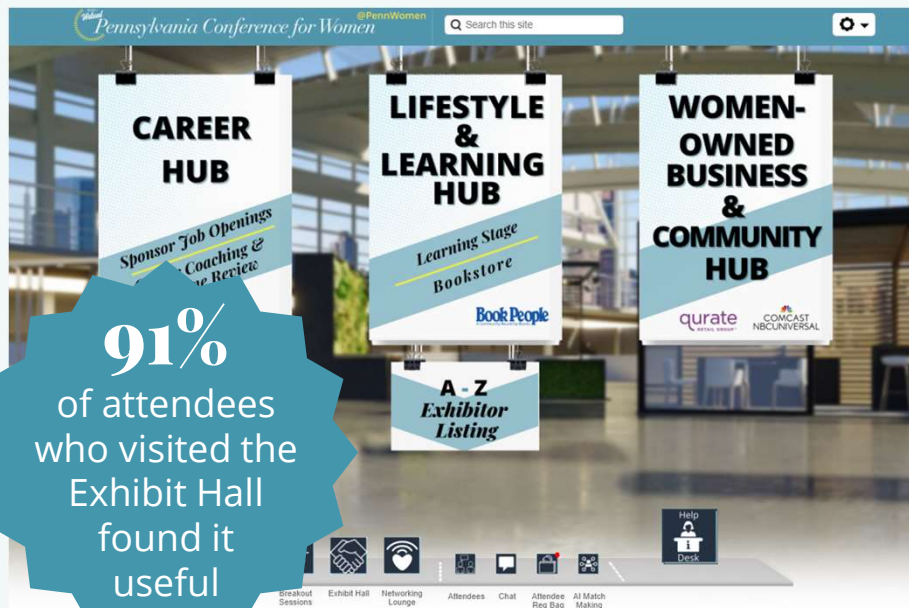 @PennWomen
Pennsylvania Conference for Women
Search this site
CAREER
HUB
Sponsor Job Openings
Coaching &
Review
LIFESTYLE
&
LEARNING
HUB
Learning Stage
Bookstore
BookPeople
WOMEN-
OWNED
BUSINESS
&
COMMUNITY
HUB
qurate
RETAIL GROUP
COMCAST
NBCUNIVERSAL
A - Z
Exhibitor
Listing
91%
of attendees
who visited the
Exhibit Hall
found it
useful
Help
Desk
Breakout
Sessions
Exhibit Hall
Networking
Lounge
Attendees
Chat
Attendee
Reg Bag
AI Match
Making